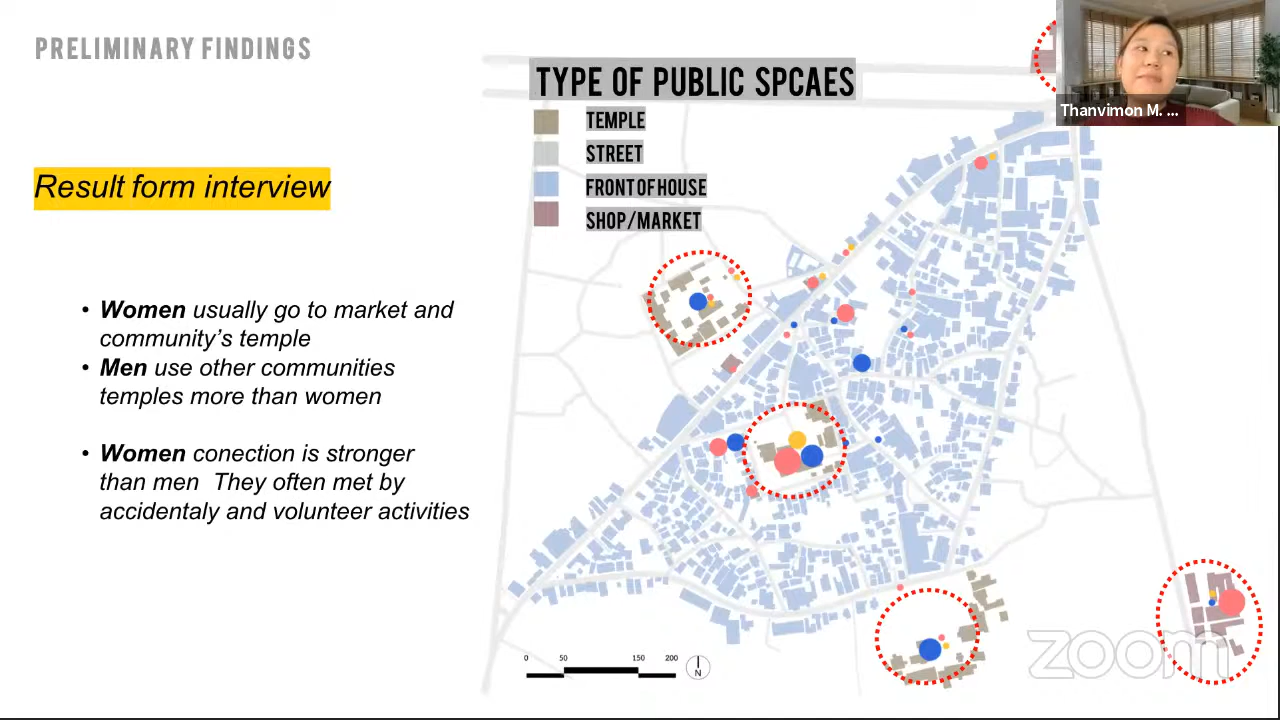 PRELIMINARY FINDINGS
TYPE OF PUBLIC SPCAES
TEMPLE
STREET
FRONT OF HOUSE
SHOP/MARKET
Thanvimon M. ...
Result form interview
• Women usually go to market and
community's temple
• Men use other communities
temples more than women
• Women conection is stronger
than men They often met by
accidentaly and volunteer activities
0 50 150 200
N
zoom